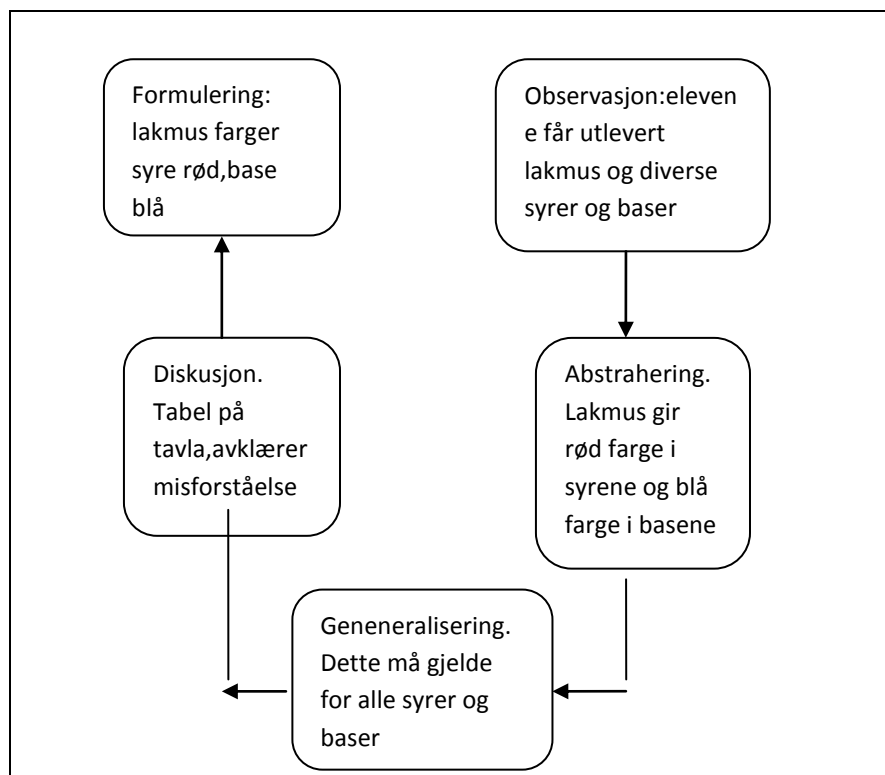 Formulering:
lakmus farger
syre rød,base
blå
Observasjon:eleven
e får utlevert
lakmus og diverse
syrer og baser
Diskusjon.
Tabel på
tavla,avklærer
misforståelse
Abstrahering.
Lakmus gir
rød farge i
syrene og blå
farge i basene
Geneneralisering.
Dette må gjelde
for alle syrer og
baser